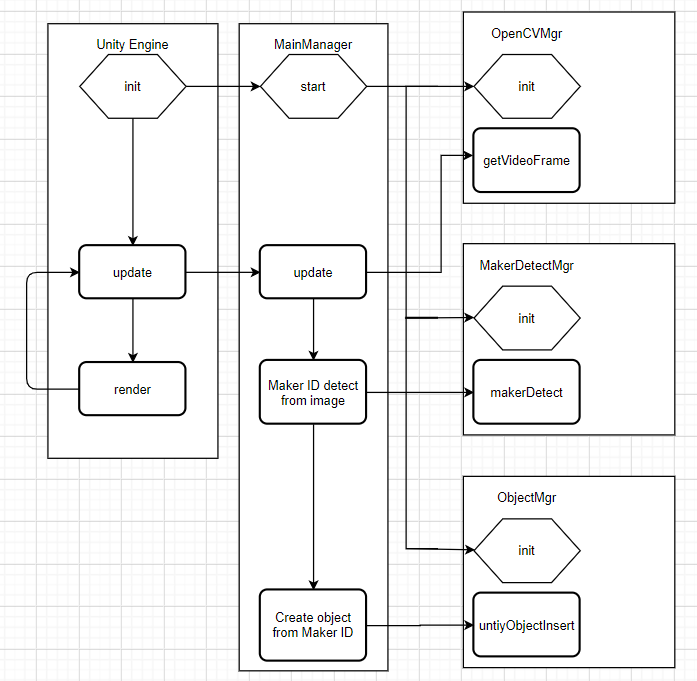 Unity Engine
init
update
render
MainManager
start
update
Maker ID detect
from image
Create object
from Maker ID
OpenCVMgr
init
getVideoFrame
MakerDetectMgr
init
makerDetect
ObjectMgr
init
untiyObjectInsert